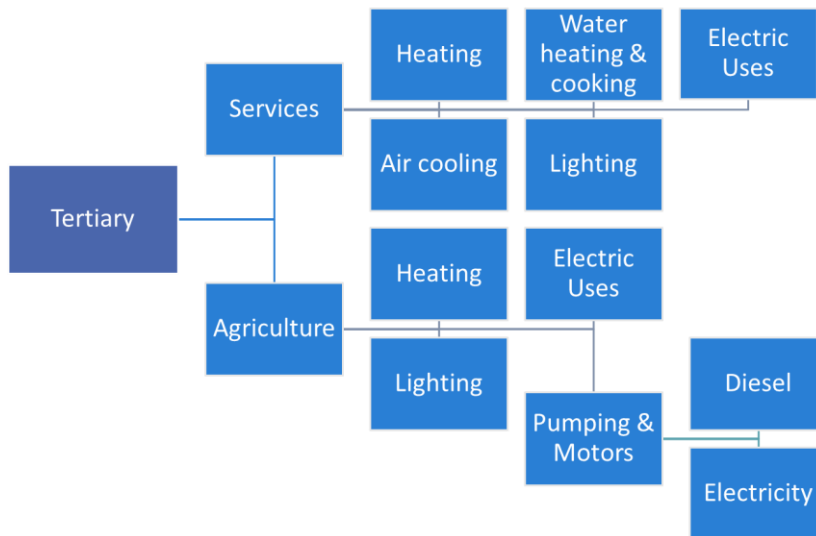 Tertiary
Services
Heating
Water
heating &
cooking
Electric
Uses
Air cooling
Lighting
Agriculture
Heating
Electric
Uses
Lighting
Pumping &
Motors
Diesel
Electricity